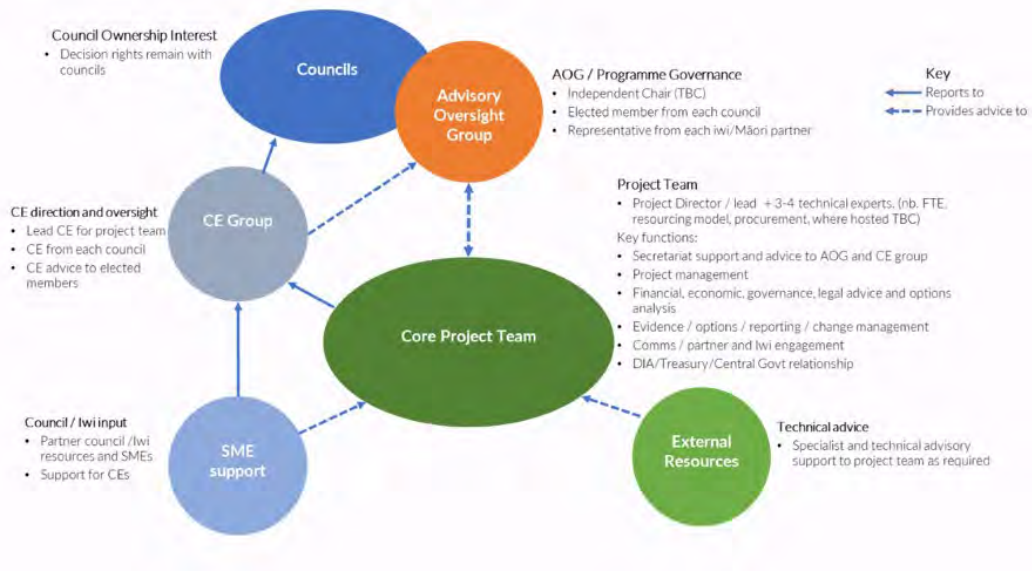 Council Ownership Interest
• Decision rights remain with
councils
Councils
Advisory
Oversight
Group
AOG / Programme Governance
• Independent Chair (TBC)
• Elected member from each council
• Representative from each iwi/Māori partner
Key
Reports to
Provides advice to
CE direction and oversight
• Lead CE for project team
• CE from each council
• CE advice to elected
members
CE Group
Project Team
• Project Director / lead + 3-4 technical experts, (nb. FTE,
resourcing model, procurement, where hosted TBC)
Key functions:
• Secretariat support and advice to AOG and CE group
• Project management
• Financial, economic, governance, legal advice and options
analysis
• Evidence / options / reporting / change management
• Comms / partner and Iwi engagement
• DIA/Treasury/Central Govt relationship
Core Project Team
Council / Iwi input
• Partner council /Iwi
resources and SMEs
• Support for CEs
SME
support
External
Resources
Technical advice
• Specialist and technical advisory
support to project team as required